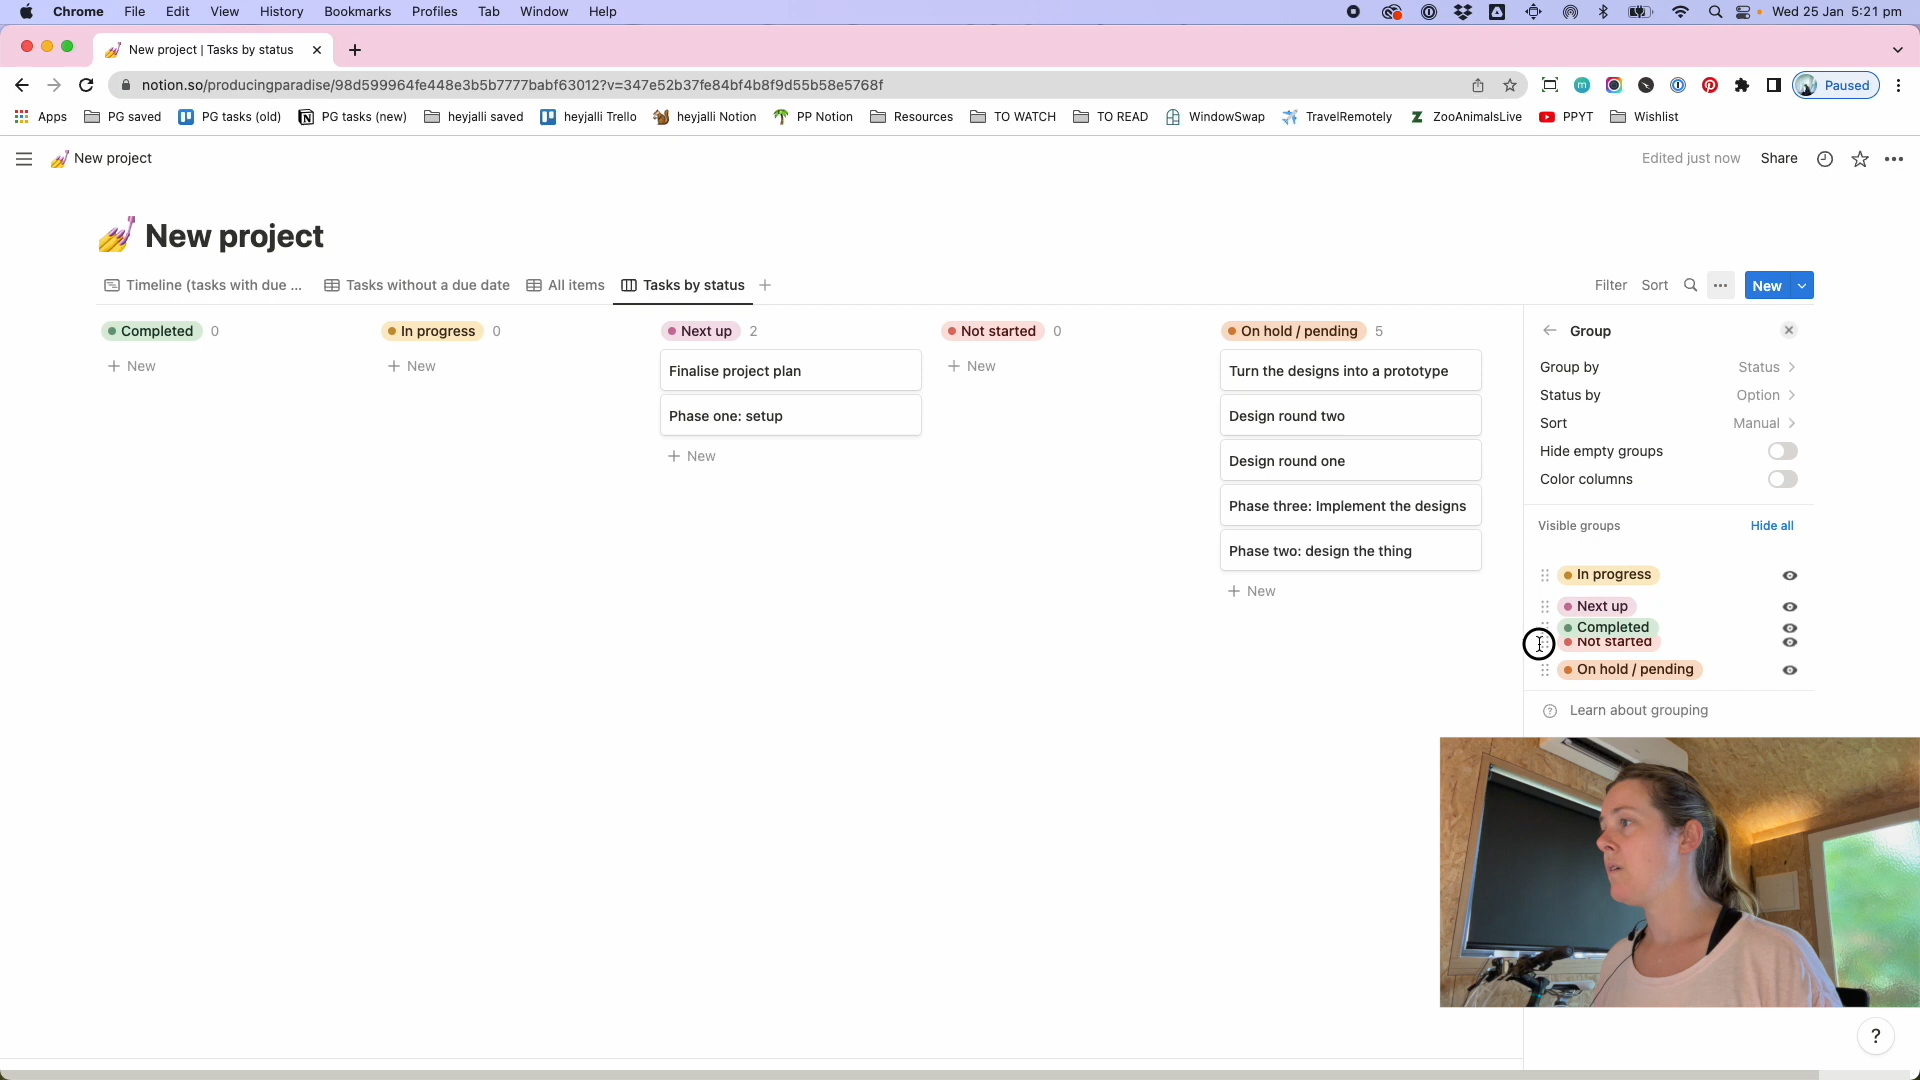 Chrome File Edit View History Bookmarks Profiles Tab Window Help Wed 25 Jan 5:21 pm
New project | Tasks by status
notion.so/producingparadise/98d599964fe448e3b5b7777babf63012?v=347e52b37fe84bf4b8f9d55b58e5768f Paused
Apps PG saved PG tasks (old) PG tasks (new) heyjalli saved heyjalli Trello heyjalli Notion PP Notion Resources TO WATCH TO READ WindowSwap TravelRemotely ZooAnimalsLive PPYT Wishlist
New project Edited just now Share
New project
Timeline (tasks with due ... Tasks without a due date All items Tasks by status Filter Sort New
Completed 0 In progress 0 Next up 2 Not started 0 On hold / pending 5 Group
+ New + New Finalise project plan + New Turn the designs into a prototype Group by Status
Status by Option
Phase one: setup Design round two Sort Manual
+ New Design round one Hide empty groups
Color columns
Phase three: Implement the designs Visible groups Hide all
Phase two: design the thing In progress
+ New Next up
Completed
Not started
On hold / pending
Learn about grouping
?